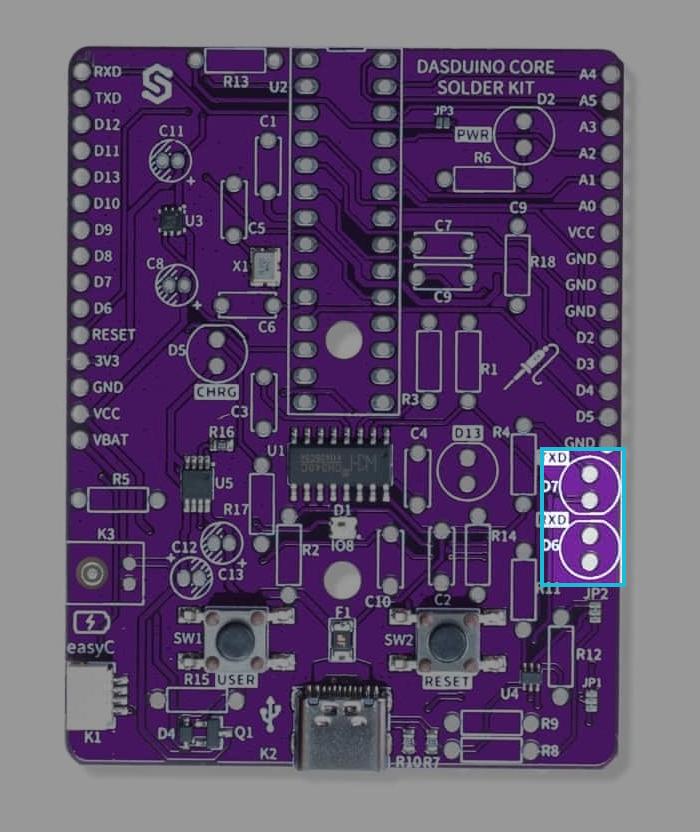 DASDUINO CORE
SOLDER KIT
RXD
TXD
D12
D11
D13
D10
D9
D8
D7
D6
RESET
3V3
GND
VCC
VBAT
A4
A5
A3
A2
A1
A0
VCC
GND
GND
GND
D2
D3
D4
D5
GND
R13
U2
JP3
D2
PWR
C11
+
C1
R6
U3
C5
C7
C9
R18
X1
C8
+
C9
C6
D5
CHRG
R3
R1
C3
R16
U1
C4
D13
R4
WCH
CH340C
TXD
D7
R5
U5
R17
D1
IO8
RXD
D6
K3
C12
+
C13
R2
C10
C2
R14
R11
JP2
easyC
SW1
USER
F1
SW2
RESET
R12
U4
JP1
R15
K1
D4
Q1
K2
R10
R7
R9
R8